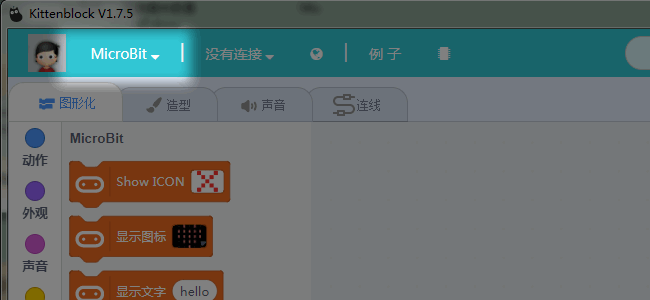 Kittenblock V1.7.5
MicroBit 没有连接 例子
图形化 造型 声音 连线
动作
外观
声音
MicroBit
Show ICON
显示图标
显示文字 hello